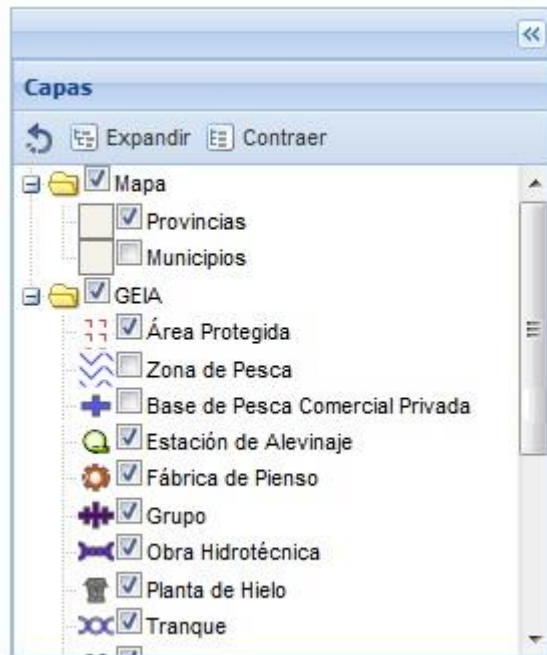 Capas
Expandir Contraer
Mapa
Provincias
Municipios
GEIA
Área Protegida
Zona de Pesca
Base de Pesca Comercial Privada
Estación de Alevinaje
Fábrica de Pienso
Grupo
Obra Hidrotécnica
Planta de Hielo
Tranque